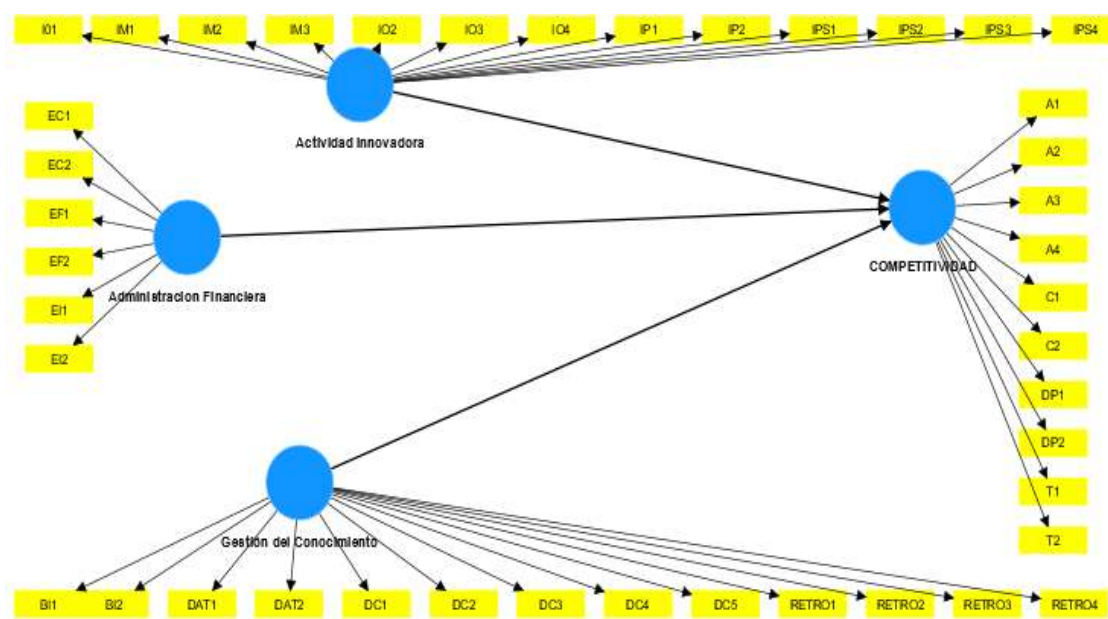 I01 IM1 IM2 IM3 IO2 IO3 IO4 IP1 IP2 IPS1 IPS2 IPS3 IPS4
Actividad Innovadora
EC1
EC2
EF1
EF2
EI1
EI2
Administracion Financiera
A1
A2
A3
A4
C1
C2
DP1
DP2
T1
T2
COMPETITIVIDAD
Gestion del Conocimiento
BI1 BI2 DAT1 DAT2 DC1 DC2 DC3 DC4 DC5 RETRO1 RETRO2 RETRO3 RETRO4